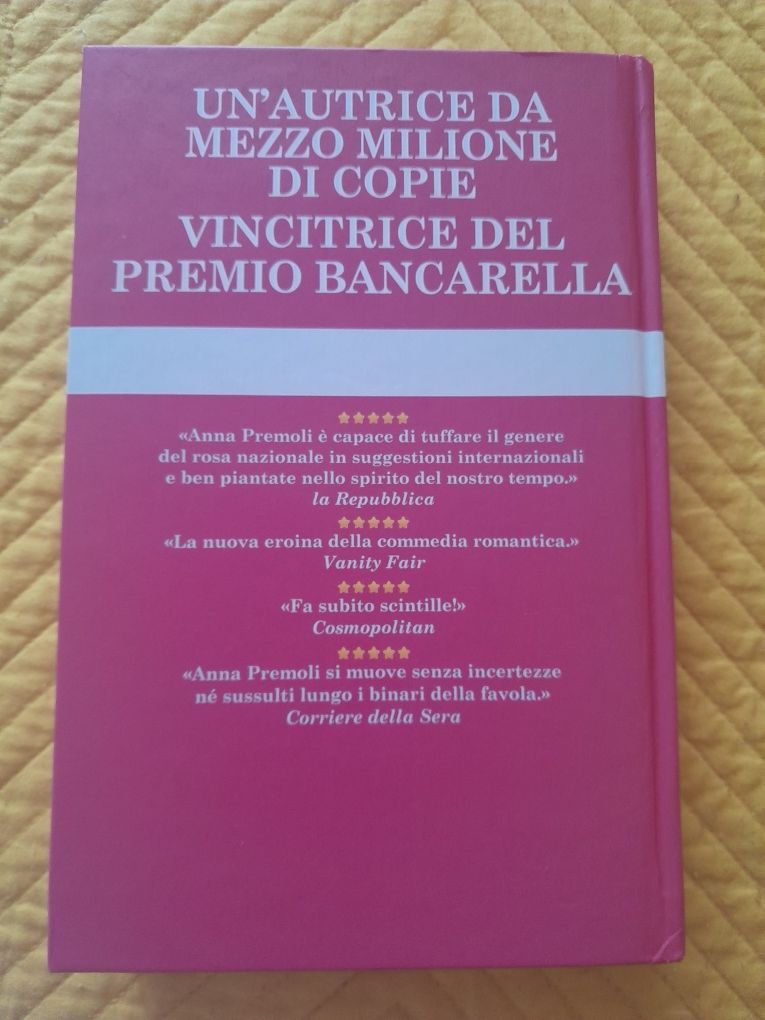 UN'AUTRICE DA
MEZZO MILIONE
DI COPIE
VINCITRICE DEL
PREMIO BANCARELLA
«Anna Premoli è capace di tuffare il genere
del rosa nazionale in suggestioni internazionali
e ben piantate nello spirito del nostro tempo.»
la Repubblica
«La nuova eroina della commedia romantica.»
Vanity Fair
«Fa subito scintille!»
Cosmopolitan
«Anna Premoli si muove senza incertezze
né sussulti lungo i binari della favola.»
Corriere della Sera